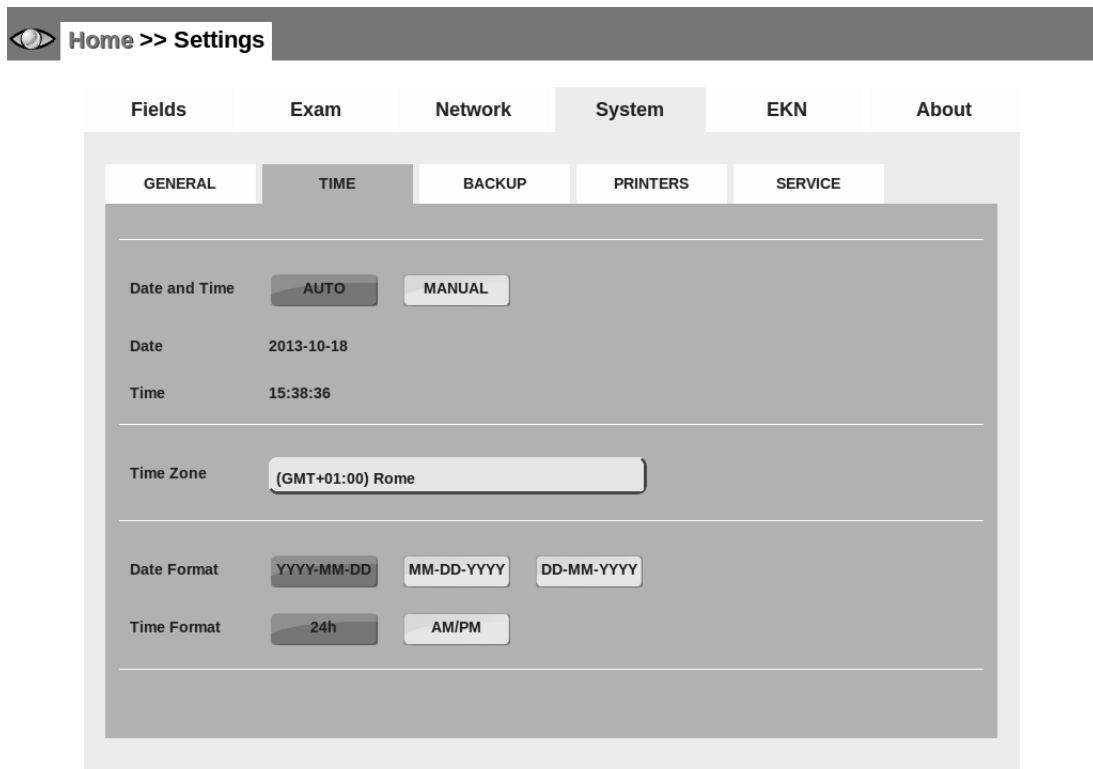 Home >> Settings
Fields Exam Network System EKN About
GENERAL TIME BACKUP PRINTERS SERVICE
Date and Time AUTO MANUAL
Date 2013-10-18
Time 15:38:36
Time Zone (GMT+01:00) Rome
Date Format YYYY-MM-DD MM-DD-YYYY DD-MM-YYYY
Time Format 24h AM/PM